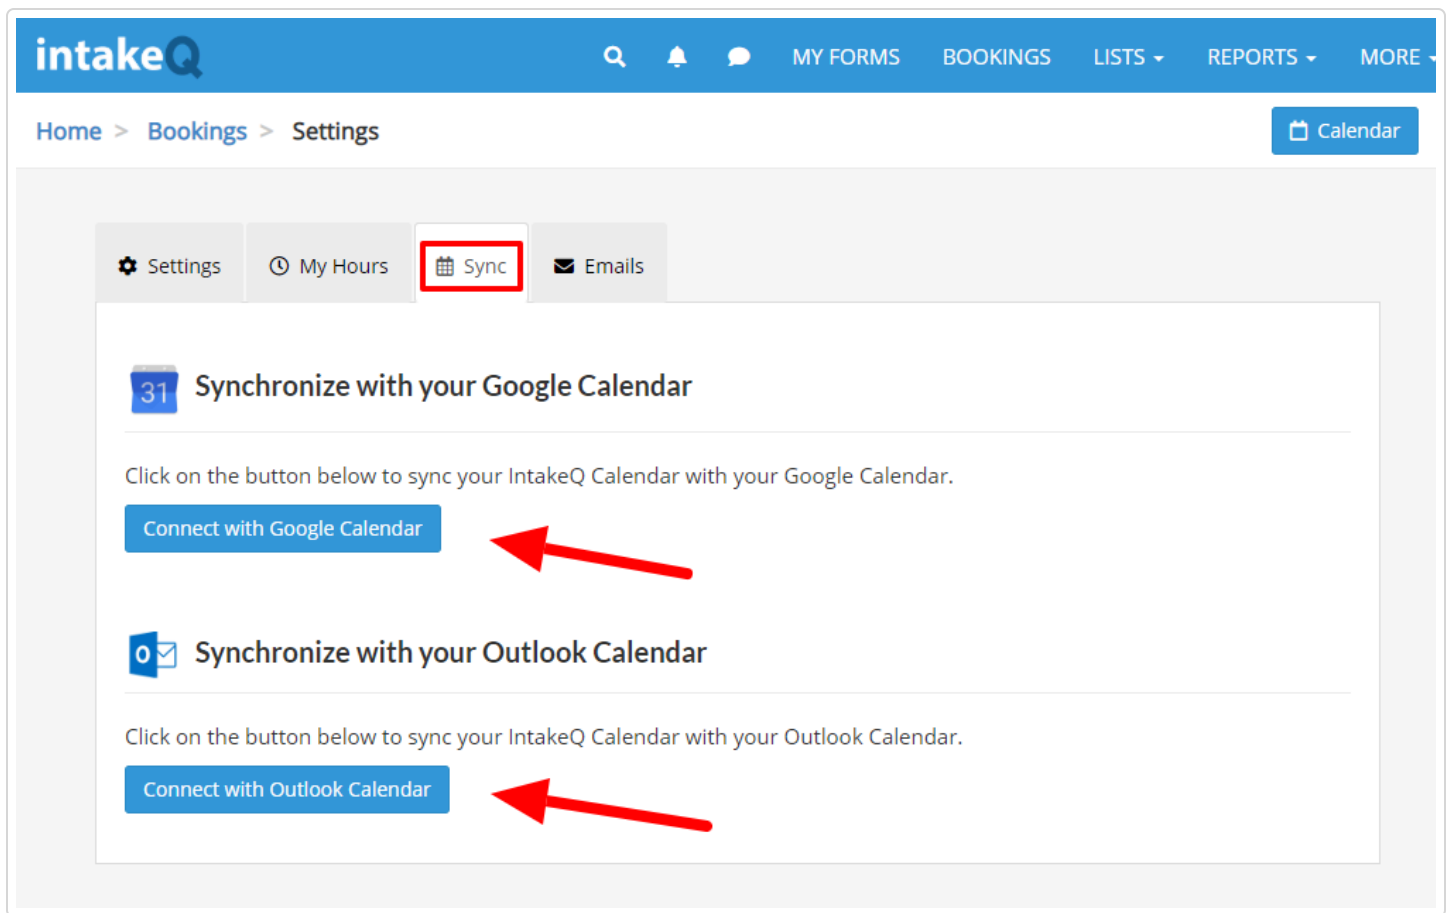 intakeQ
MY FORMS BOOKINGS LISTS REPORTS MORE
Home > Bookings > Settings
Calendar
Settings My Hours Sync Emails
31 Synchronize with your Google Calendar
Click on the button below to sync your IntakeQ Calendar with your Google Calendar.
Connect with Google Calendar
O Synchronize with your Outlook Calendar
Click on the button below to sync your IntakeQ Calendar with your Outlook Calendar.
Connect with Outlook Calendar